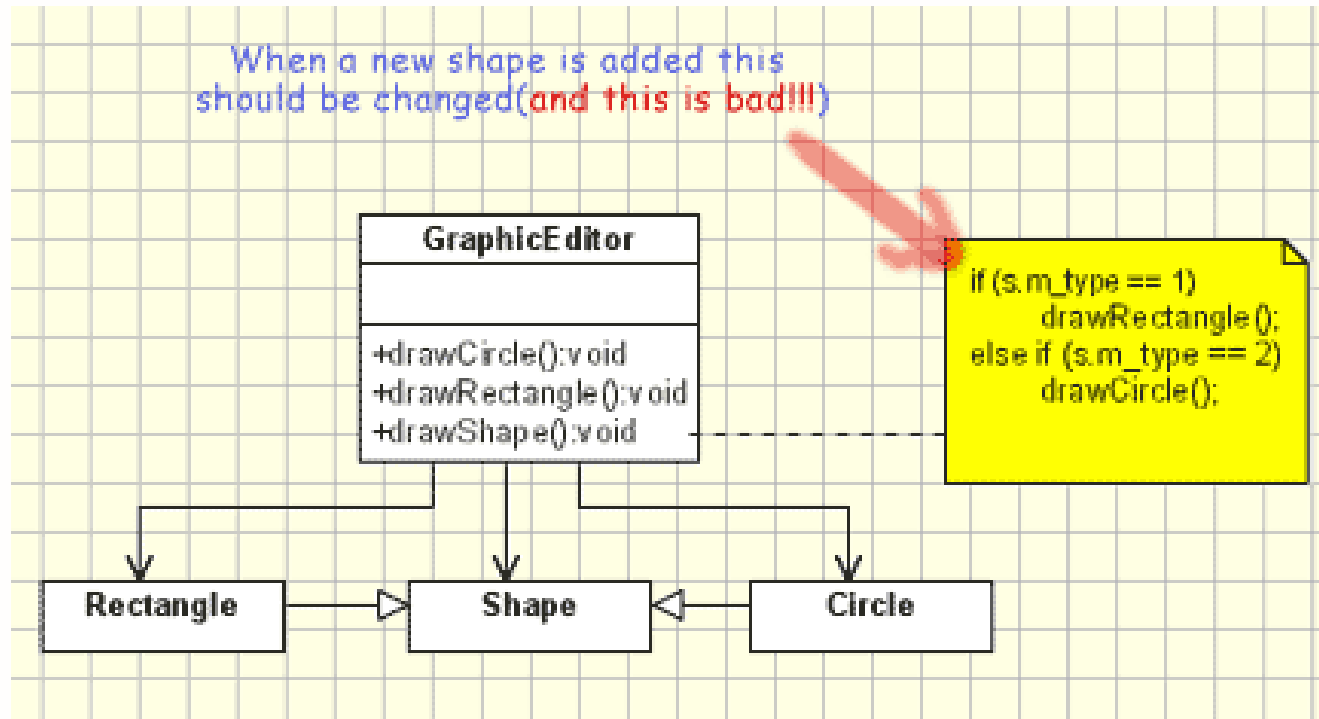 When a new shape is added this
should be changed(and this is bad!!!)
GraphicEditor
+drawCircle():void
+drawRectangle():void
+drawShape():void
if (s.m_type == 1)
drawRectangle();
else if (s.m_type == 2)
drawCircle();
Rectangle
Shape
Circle